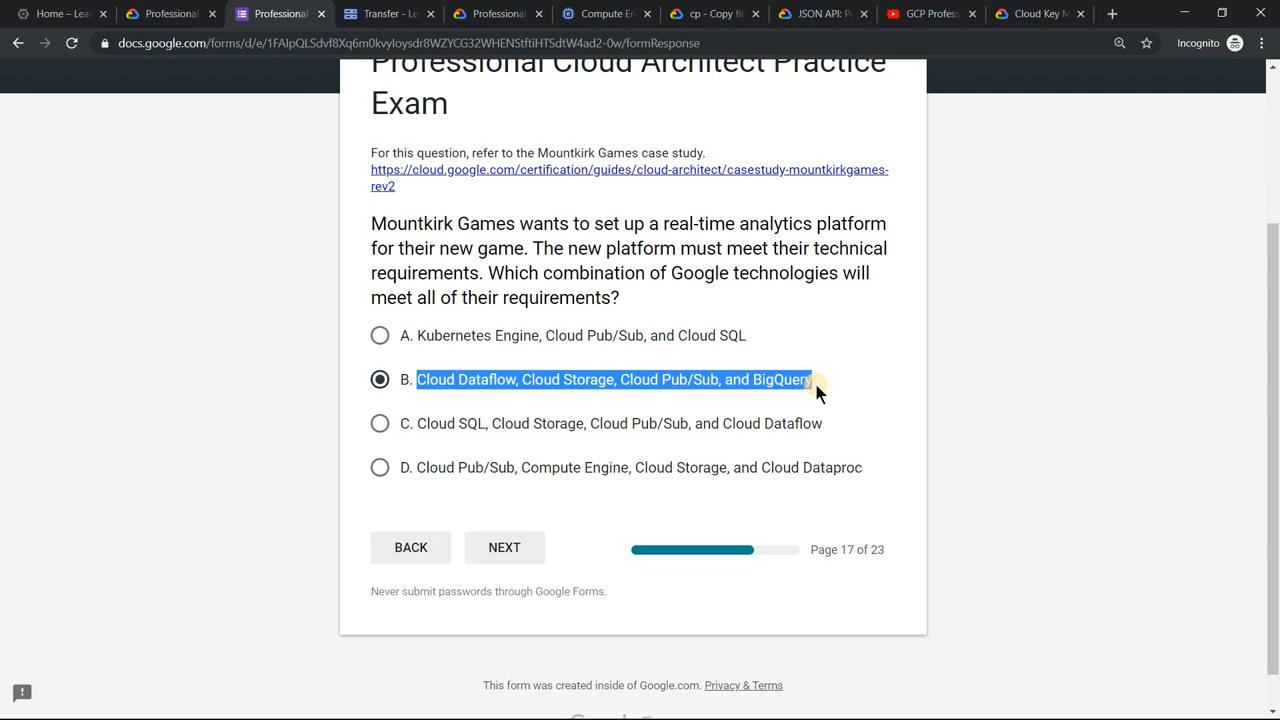 Home – Lea
Professional
Professional
Transfer - Le
Professional
Compute En
cp - Copy fil
JSON API: P
GCP Profess
Cloud Key M
docs.google.com/forms/d/e/1FAIpQLSdvf8Xq6m0kvyIoysdr8WZYCG32WHENStftiHTSdtW4ad2-0w/formResponse
Incognito
Professional Cloud Architect Practice
Exam
For this question, refer to the Mountkirk Games case study.
https://cloud.google.com/certification/guides/cloud-architect/casestudy-mountkirkgames-
rev2
Mountkirk Games wants to set up a real-time analytics platform
for their new game. The new platform must meet their technical
requirements. Which combination of Google technologies will
meet all of their requirements?
A. Kubernetes Engine, Cloud Pub/Sub, and Cloud SQL
B. Cloud Dataflow, Cloud Storage, Cloud Pub/Sub, and BigQuery
C. Cloud SQL, Cloud Storage, Cloud Pub/Sub, and Cloud Dataflow
D. Cloud Pub/Sub, Compute Engine, Cloud Storage, and Cloud Dataproc
BACK
NEXT
Page 17 of 23
Never submit passwords through Google Forms.
This form was created inside of Google.com. Privacy & Terms